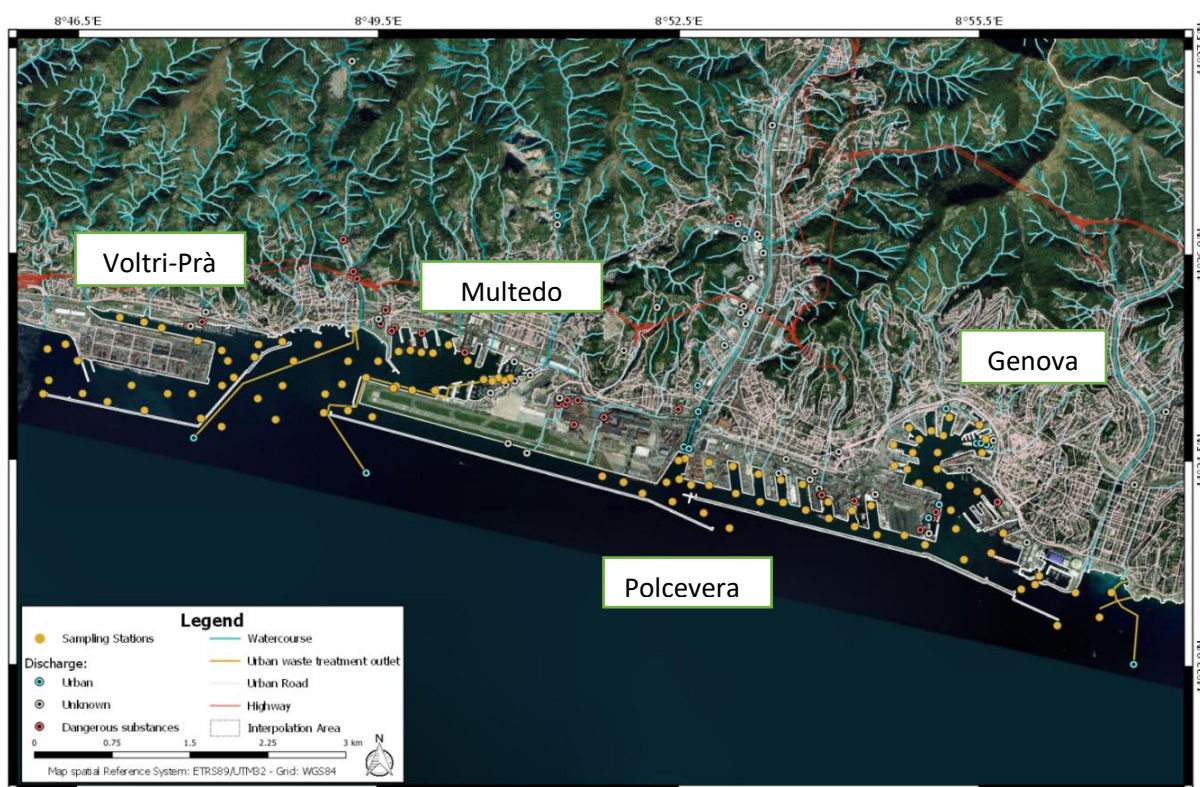 8°46.5'E 8°49.5'E 8°52.5'E 8°55.5'E
Voltri-Prà
Multedo
Genova
Polcevera
Legend
Sampling Stations
Discharge:
Urban
Unknown
Dangerous substances
Watercourse
Urban waste treatment outlet
Urban Road
Highway
Interpolation Area
0 0.75 1.5 2.25 3 km
N
Map spatial Reference System: ETRS89/UTM32 - Grid: WGS84